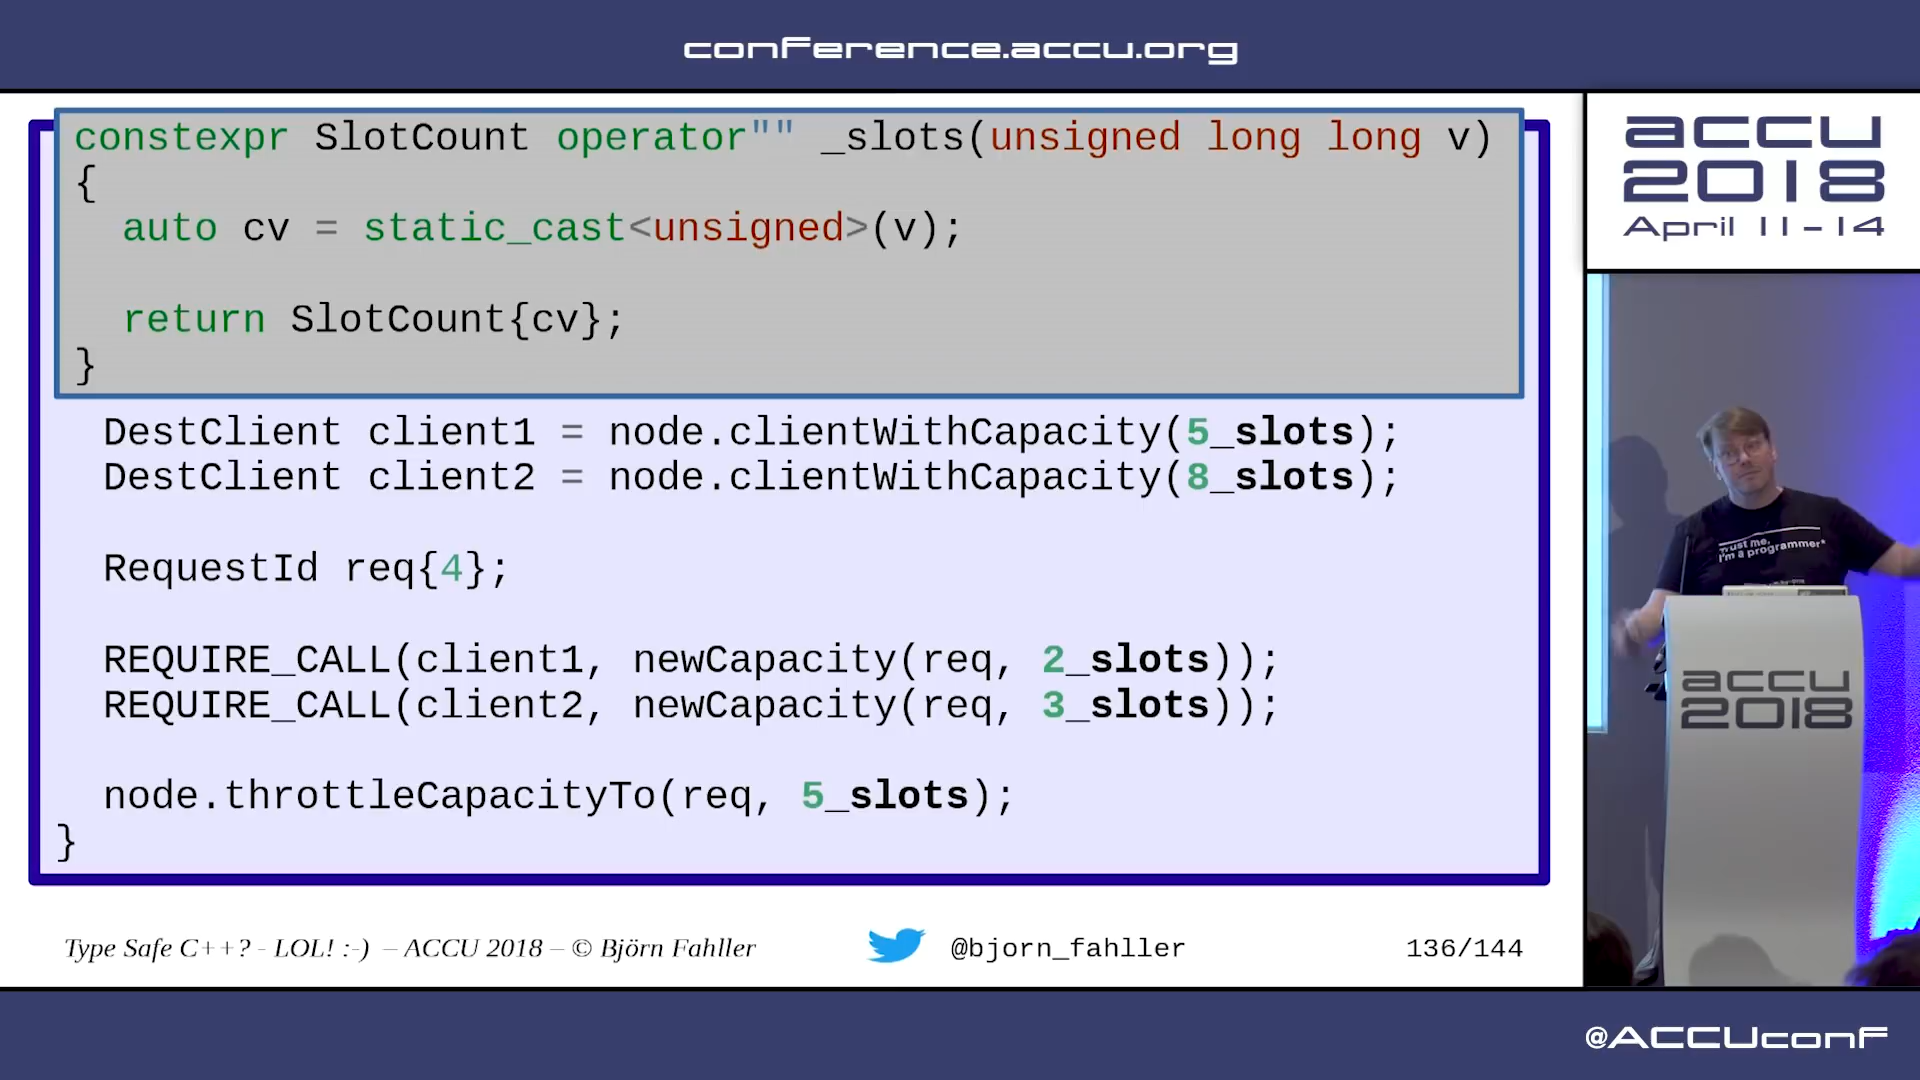 conference.accu.org
constexpr SlotCount operator"" _slots(unsigned long long v)
{
auto cv = static_cast<unsigned>(v);
return SlotCount{cv};
}
DestClient client1 = node.clientWithCapacity(5_slots);
DestClient client2 = node.clientWithCapacity(8_slots);
RequestId req{4};
REQUIRE_CALL(client1, newCapacity(req, 2_slots));
REQUIRE_CALL(client2, newCapacity(req, 3_slots));
node.throttleCapacityTo(req, 5_slots);
}
Type Safe C++? - LOL! :-) – ACCU 2018 – © Björn Fahller
@bjorn_fahller
136/144
accu
2018
April 11-14
Trust me,
I'm a programmer*
accu
2018
@ACCUconf